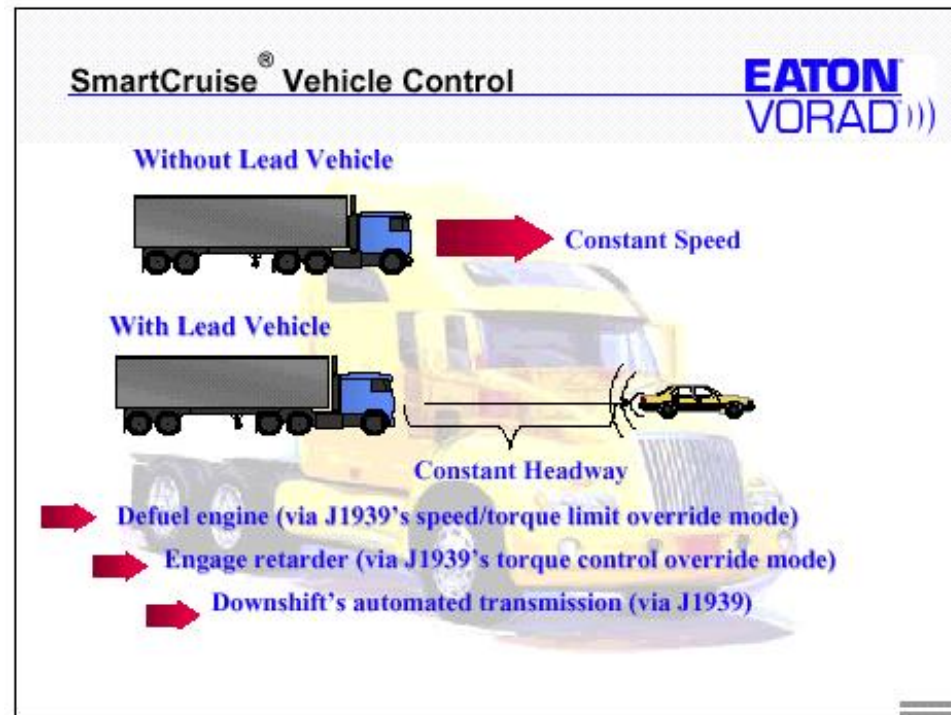 SmartCruise® Vehicle Control
EATON
VORAD
Without Lead Vehicle
Constant Speed
With Lead Vehicle
Constant Headway
Defuel engine (via J1939's speed/torque limit override mode)
Engage retarder (via J1939's torque control override mode)
Downshift's automated transmission (via J1939)